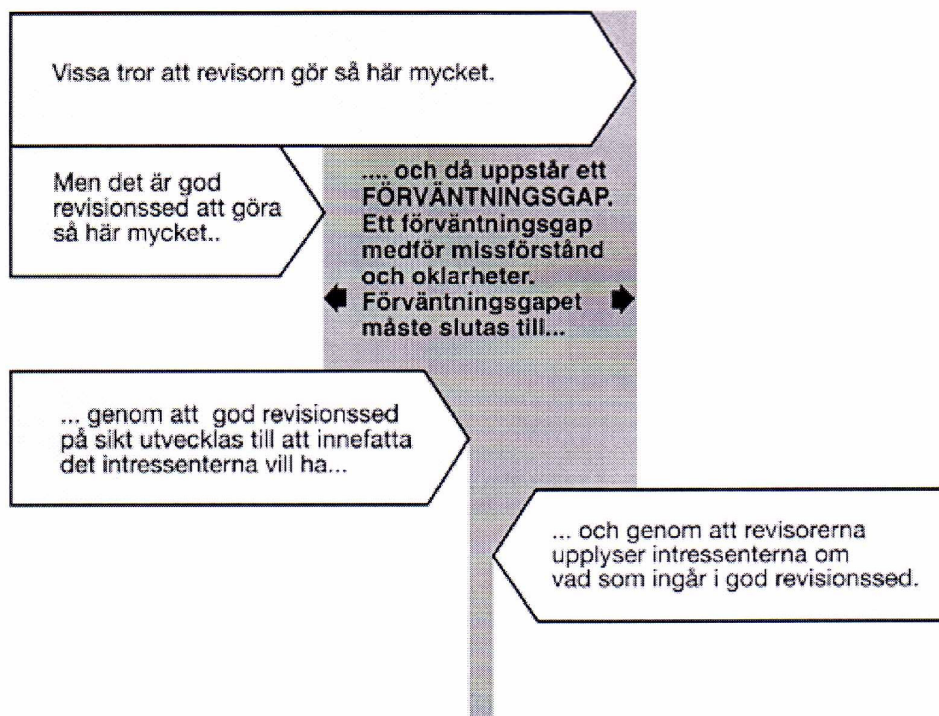 Vissa tror att revisorn gör så här mycket.
Men det är god
revisionssed att göra
så här mycket..
.... och då uppstår ett
FÖRVÄNTNINGSGAP.
Ett förväntningsgap
medför missförstånd
och oklarheter.
Förväntningsgapet
måste slutas till...
... genom att god revisionssed
på sikt utvecklas till att innefatta
det intressenterna vill ha...
... och genom att revisorerna
upplyser intressenterna om
vad som ingår i god revisionssed.